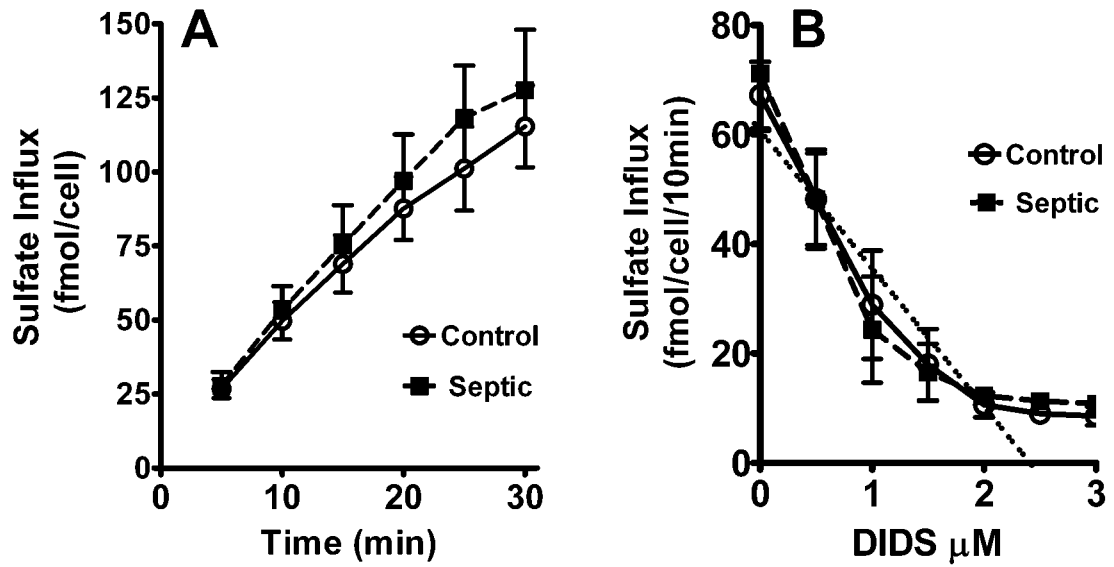 A
Sulfate Influx
(fmol/cell)
150
125
100
75
50
25
0
Control
Septic
0 10 20 30
Time (min)
B
Sulfate Influx
(fmol/cell/10min)
80
60
40
20
0
Control
Septic
0 1 2 3
DIDS μM